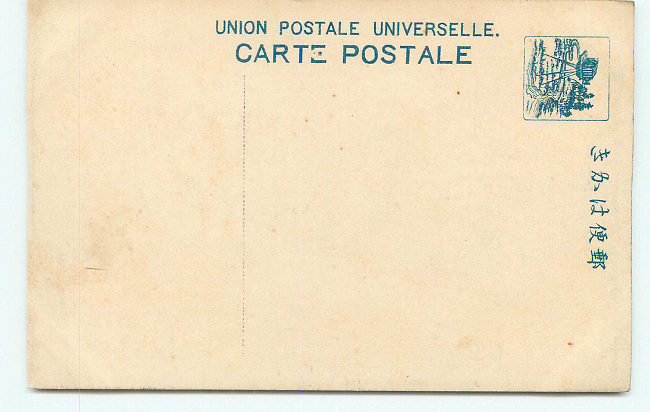 UNION POSTALE UNIVERSELLE.
CARTE POSTALE
郵便はかき